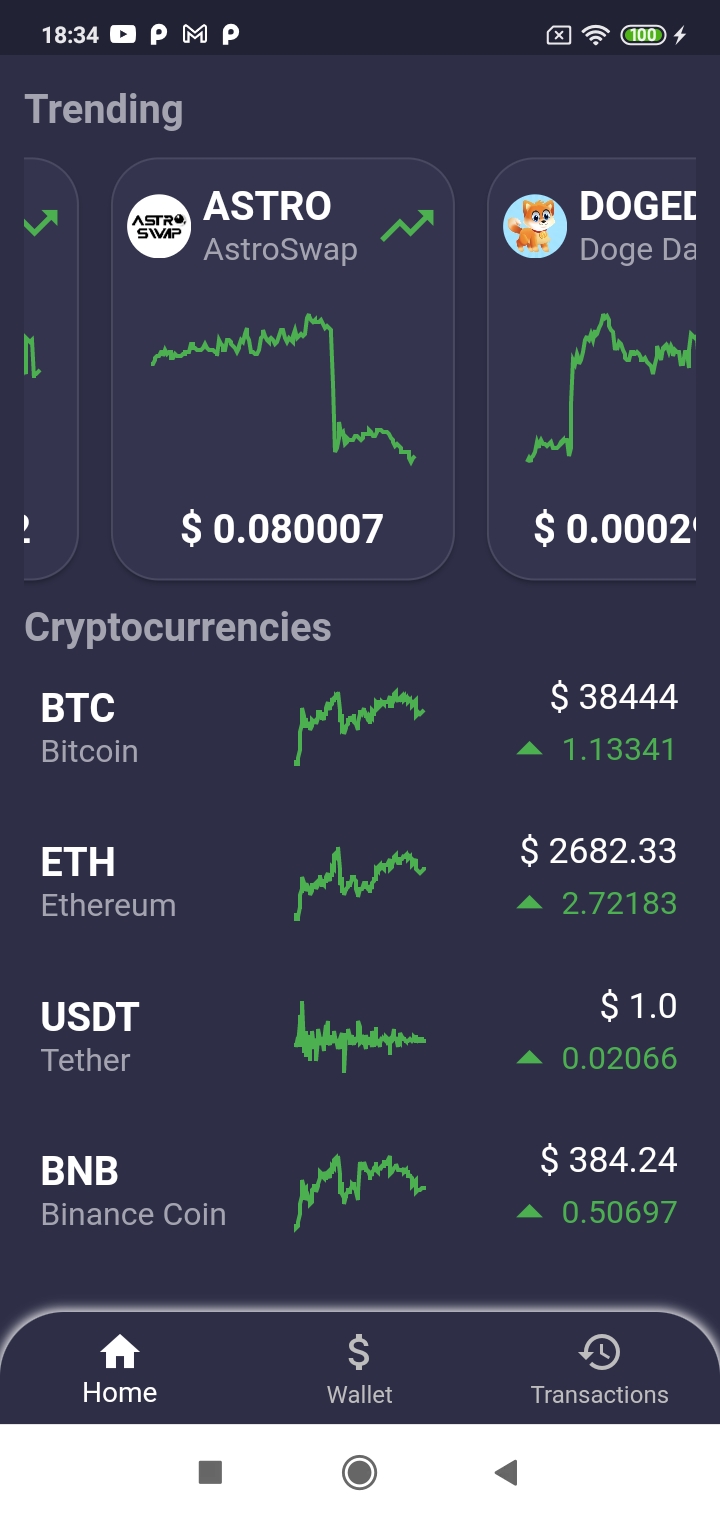 18:34
100
Trending
ASTRO
AstroSwap
ASTRO
SWAP
DOGED
Doge Da
2
$ 0.080007
$ 0.0002
Cryptocurrencies
BTC
Bitcoin
$ 38444
1.13341
ETH
Ethereum
$ 2682.33
2.72183
USDT
Tether
$ 1.0
0.02066
BNB
Binance Coin
$ 384.24
0.50697
Home
Wallet
Transactions